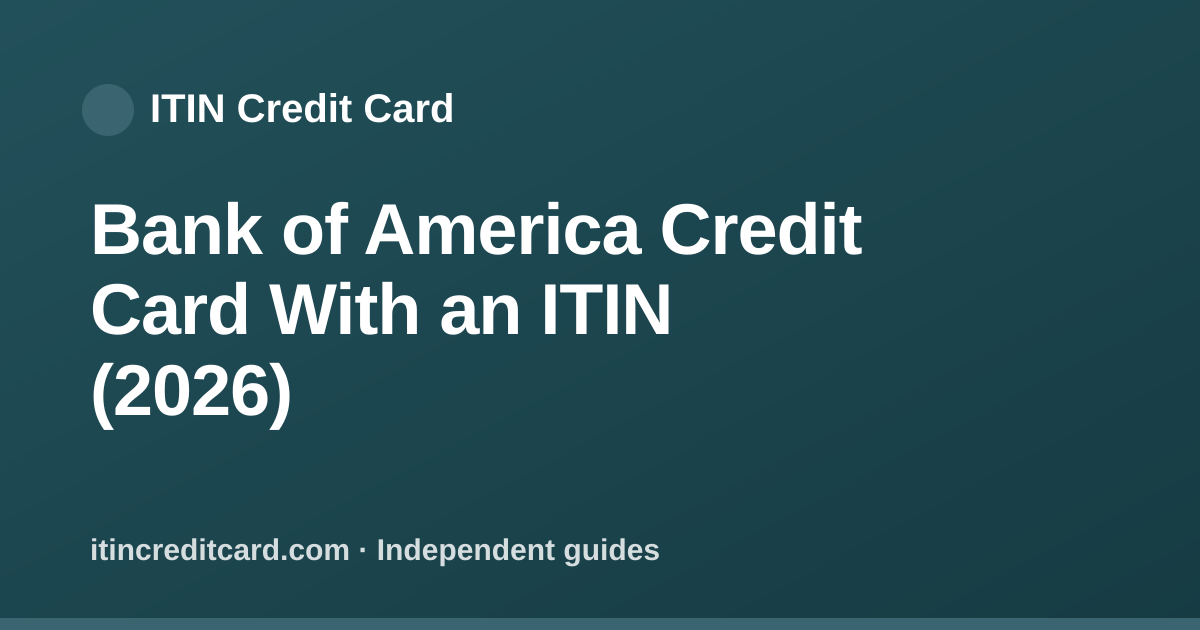 ITIN Credit Card
Bank of America Credit
Card With an ITIN
(2026)
itincreditcard.com · Independent guides